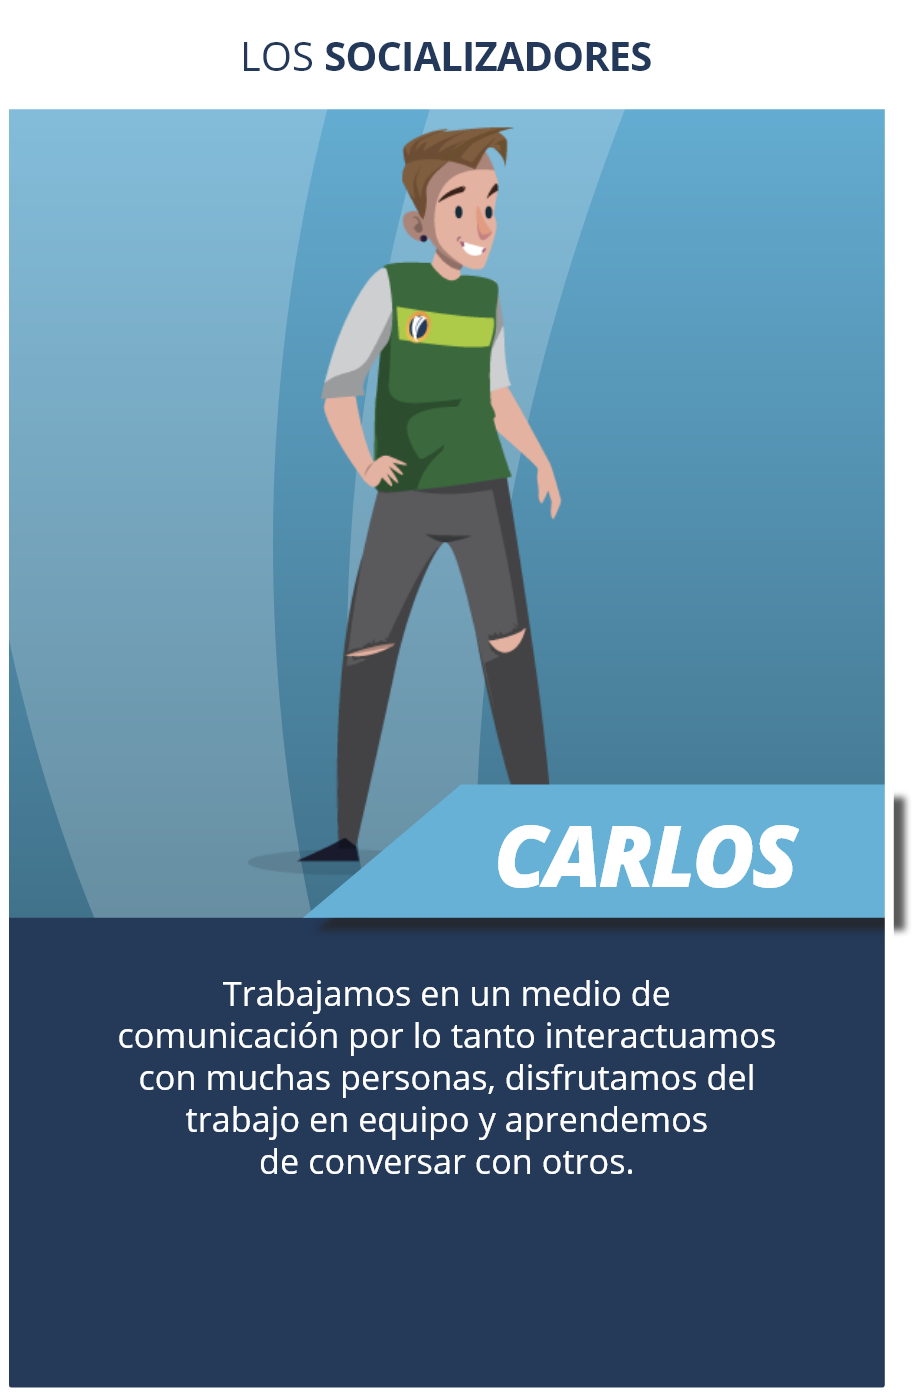 LOS SOCIALIZADORES
CARLOS
Trabajamos en un medio de
comunicación por lo tanto interactuamos
con muchas personas, disfrutamos del
trabajo en equipo y aprendemos
de conversar con otros.